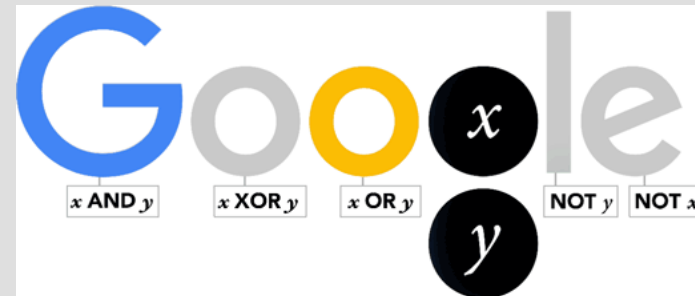 Google
x
x AND y
x XOR y
x OR y
NOT y
NOT x
y